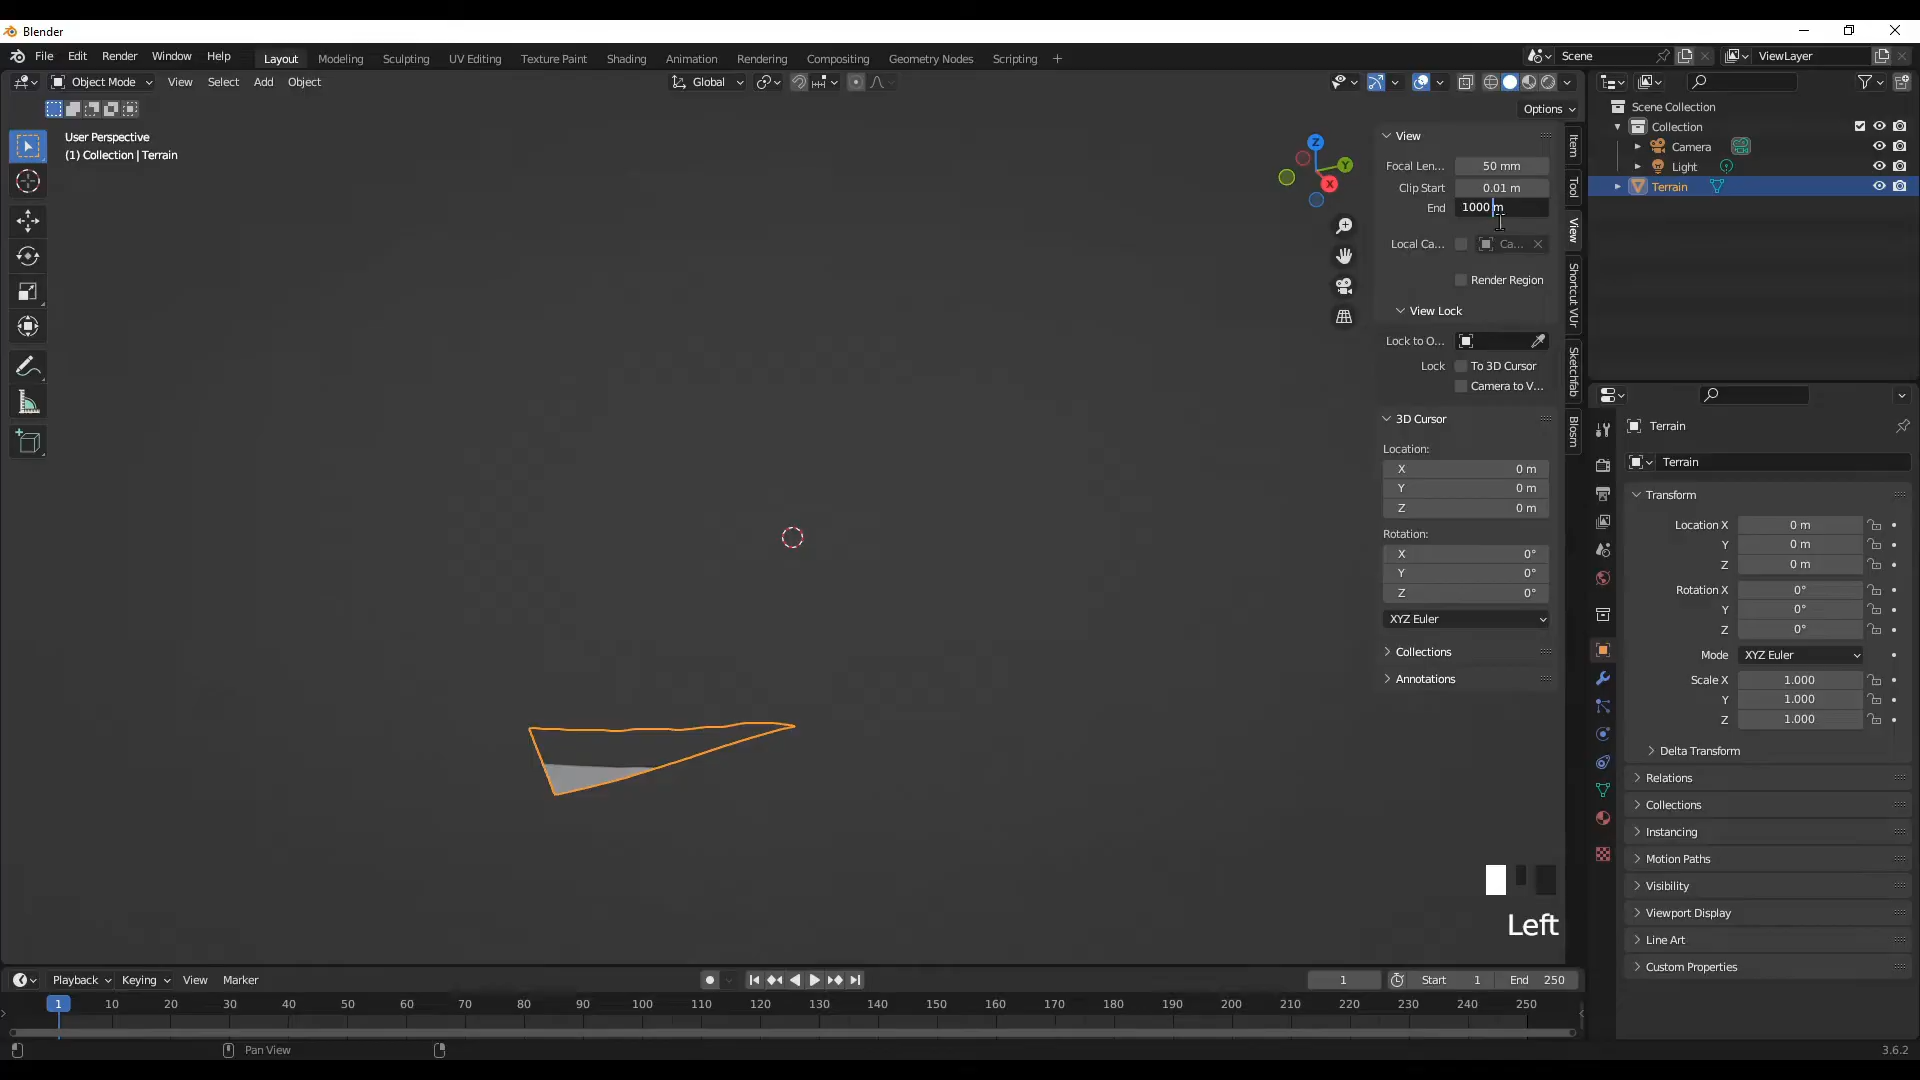 Blender
File Edit Render Window Help
Layout Modeling Sculpting UV Editing Texture Paint Shading Animation Rendering Compositing Geometry Nodes Scripting +
Scene
ViewLayer
Object Mode View Select Add Object
Global
Options
User Perspective
(1) Collection | Terrain
Z
Y
X
View
Focal Len... 50 mm
Clip Start 0.01 m
End 1000 m
Local Ca... Ca...
Render Region
View Lock
Lock to O...
Lock To 3D Cursor
Camera to V...
3D Cursor
Location:
X 0 m
Y 0 m
Z 0 m
Rotation:
X 0°
Y 0°
Z 0°
XYZ Euler
Collections
Annotations
Item
Tool
View
Shortcut VUr
Sketchfab
Blosm
Scene Collection
Collection
Camera
Light
Terrain
Terrain
Terrain
Transform
Location X 0 m
Y 0 m
Z 0 m
Rotation X 0°
Y 0°
Z 0°
Mode XYZ Euler
Scale X 1.000
Y 1.000
Z 1.000
Delta Transform
Relations
Collections
Instancing
Motion Paths
Visibility
Viewport Display
Line Art
Custom Properties
Left
Playback Keying View Marker
1 Start 1 End 250
1 10 20 30 40 50 60 70 80 90 100 110 120 130 140 150 160 170 180 190 200 210 220 230 240 250
Pan View
3.6.2